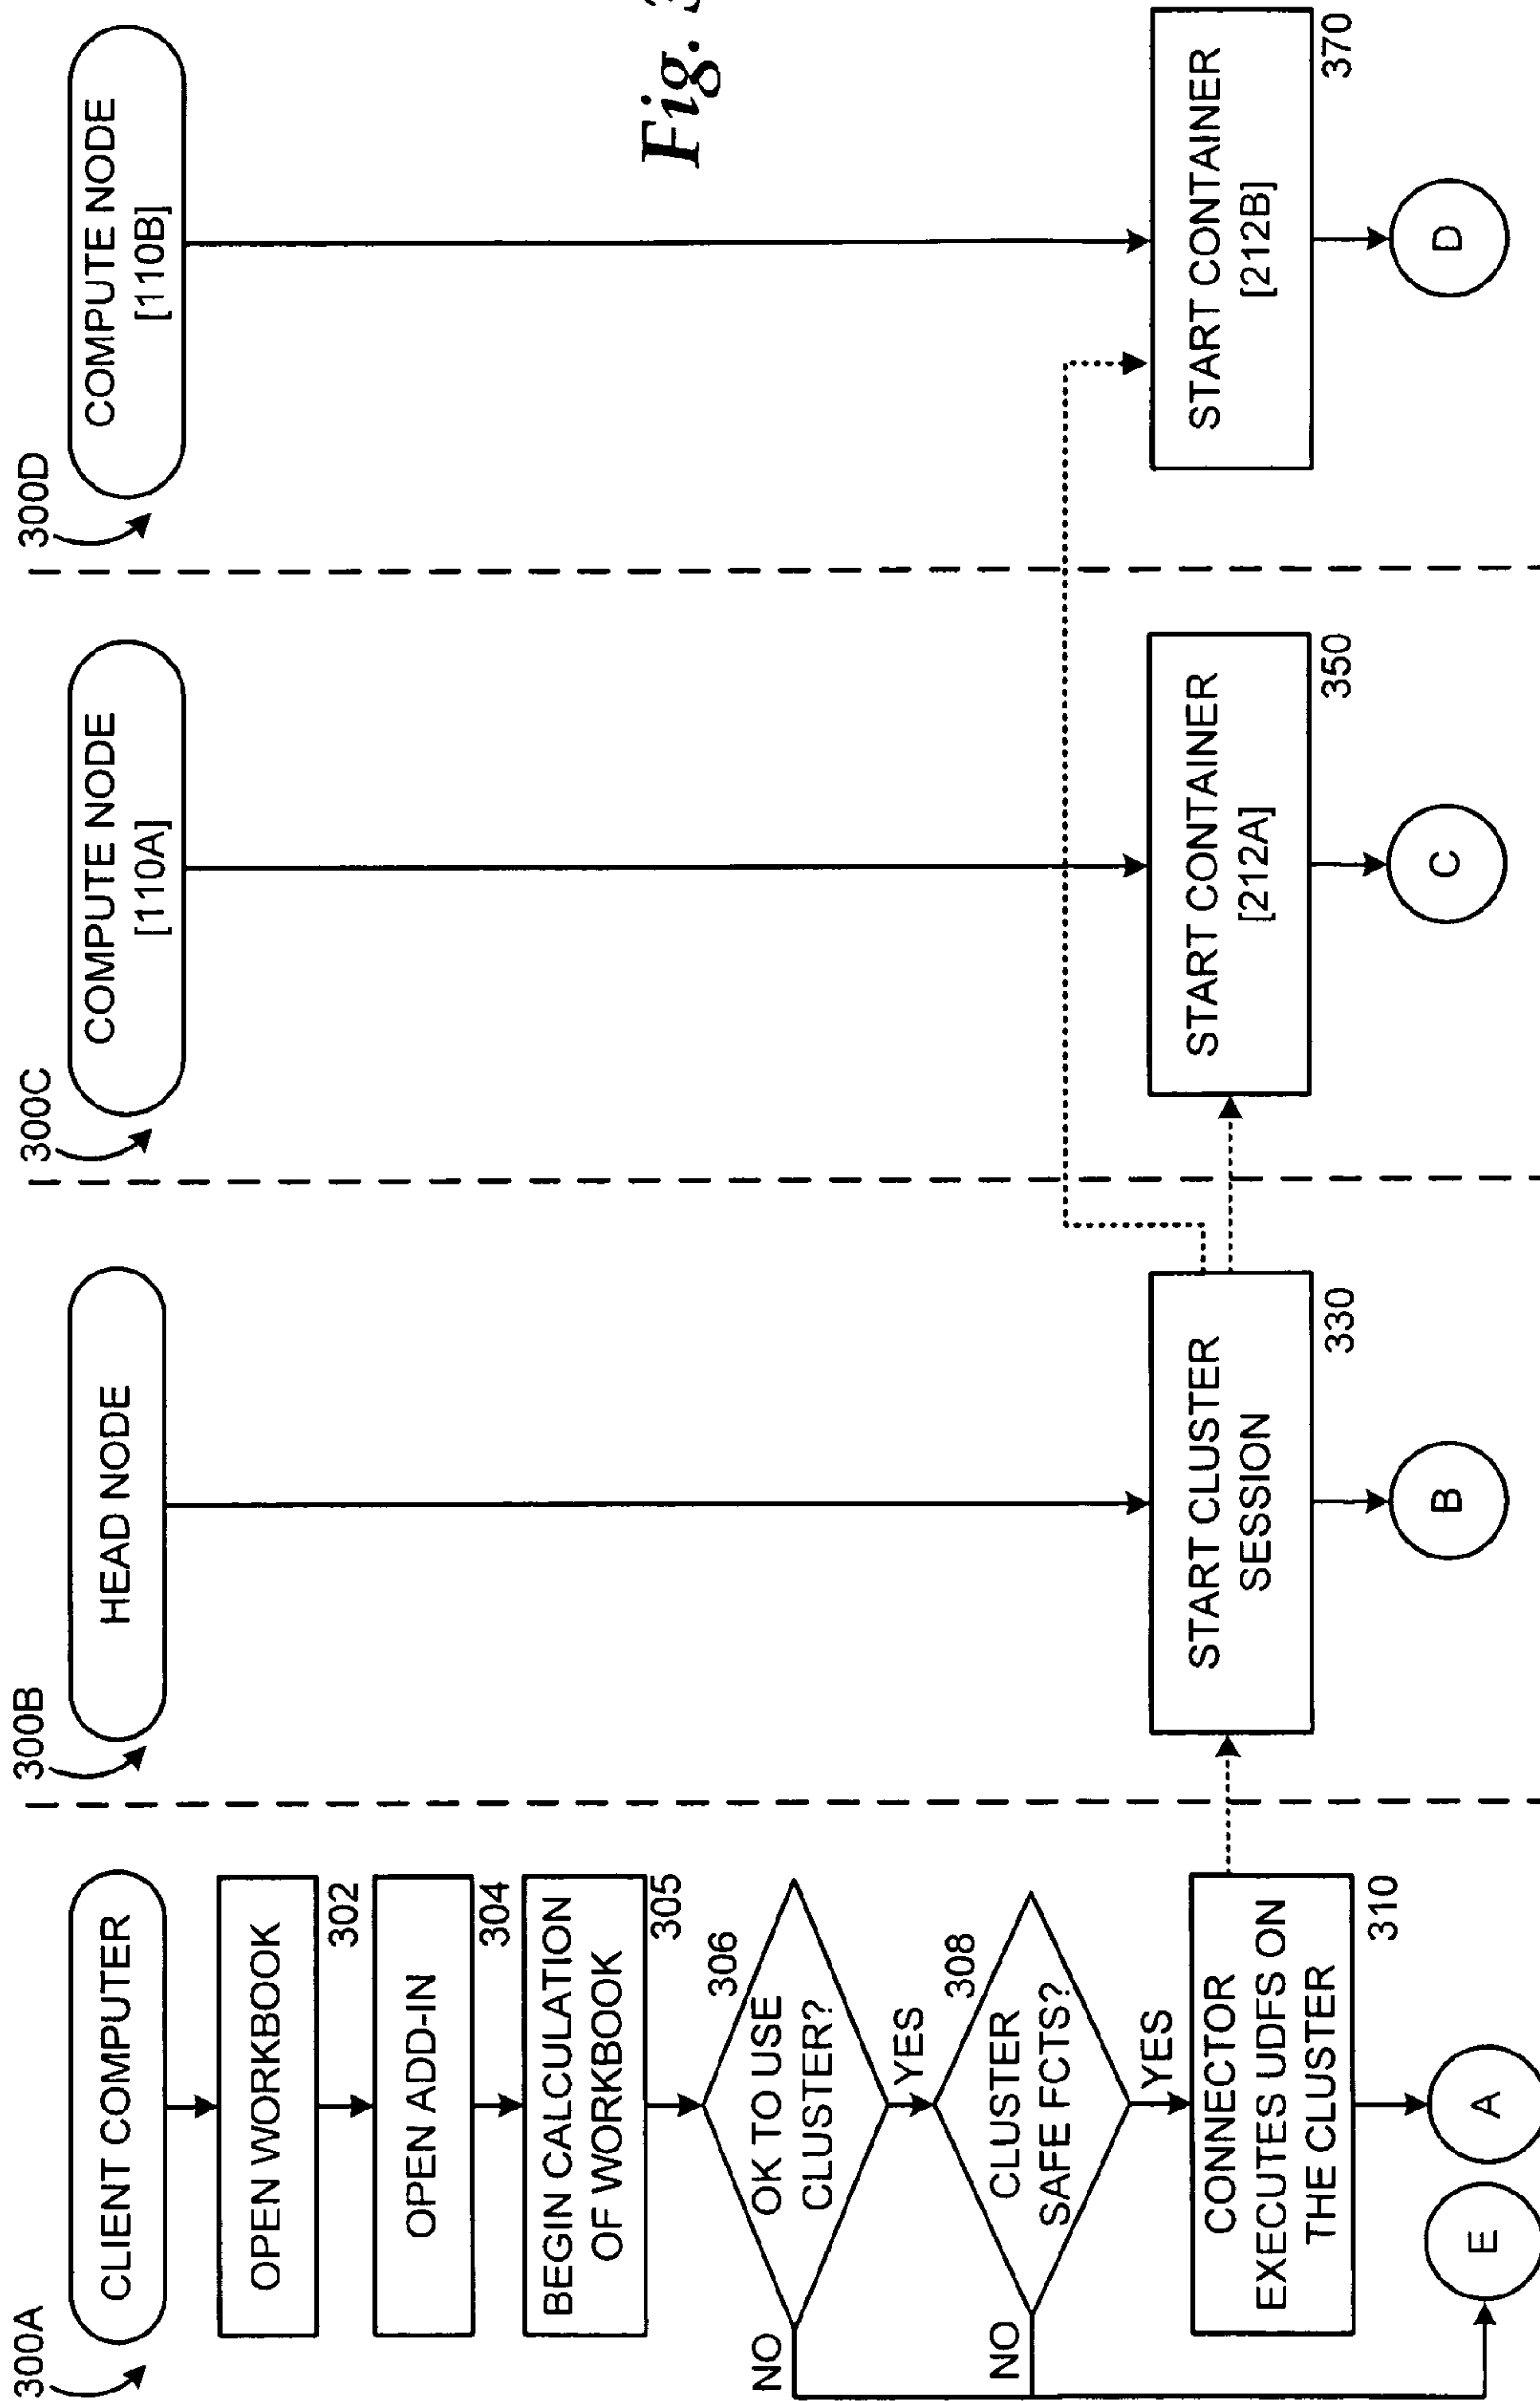 300A
CLIENT COMPUTER
OPEN WORKBOOK
302
OPEN ADD-IN
304
BEGIN CALCULATION
OF WORKBOOK
305
OK TO USE
CLUSTER?
306
NO
YES
CLUSTER
SAFE FCTS?
308
NO
YES
CONNECTOR
EXECUTES UDFS ON
THE CLUSTER
310
E
A
300B
HEAD NODE
START CLUSTER
SESSION
330
B
300C
COMPUTE NODE
[110A]
START CONTAINER
[212A]
350
C
300D
COMPUTE NODE
[110B]
Fig.
START CONTAINER
[212B]
370
D